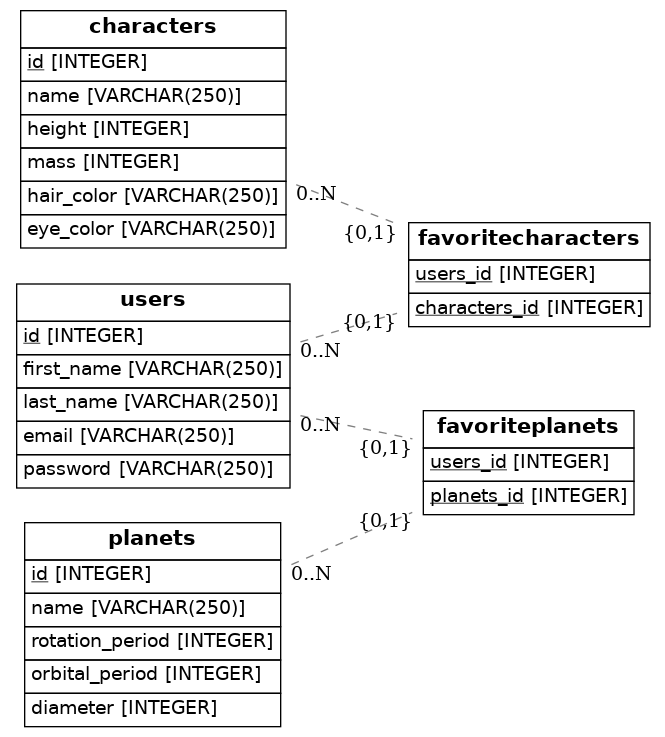 characters
id [INTEGER]
name [VARCHAR(250)]
height [INTEGER]
mass [INTEGER]
hair_color [VARCHAR(250)]
eye_color [VARCHAR(250)]
0..N
{0,1}
favoritecharacters
users_id [INTEGER]
characters_id [INTEGER]
users
id [INTEGER]
first_name [VARCHAR(250)]
last_name [VARCHAR(250)]
email [VARCHAR(250)]
password [VARCHAR(250)]
{0,1}
0..N
0..N
{0,1}
favoriteplanets
users_id [INTEGER]
planets_id [INTEGER]
planets
id [INTEGER]
name [VARCHAR(250)]
rotation_period [INTEGER]
orbital_period [INTEGER]
diameter [INTEGER]
{0,1}
0..N